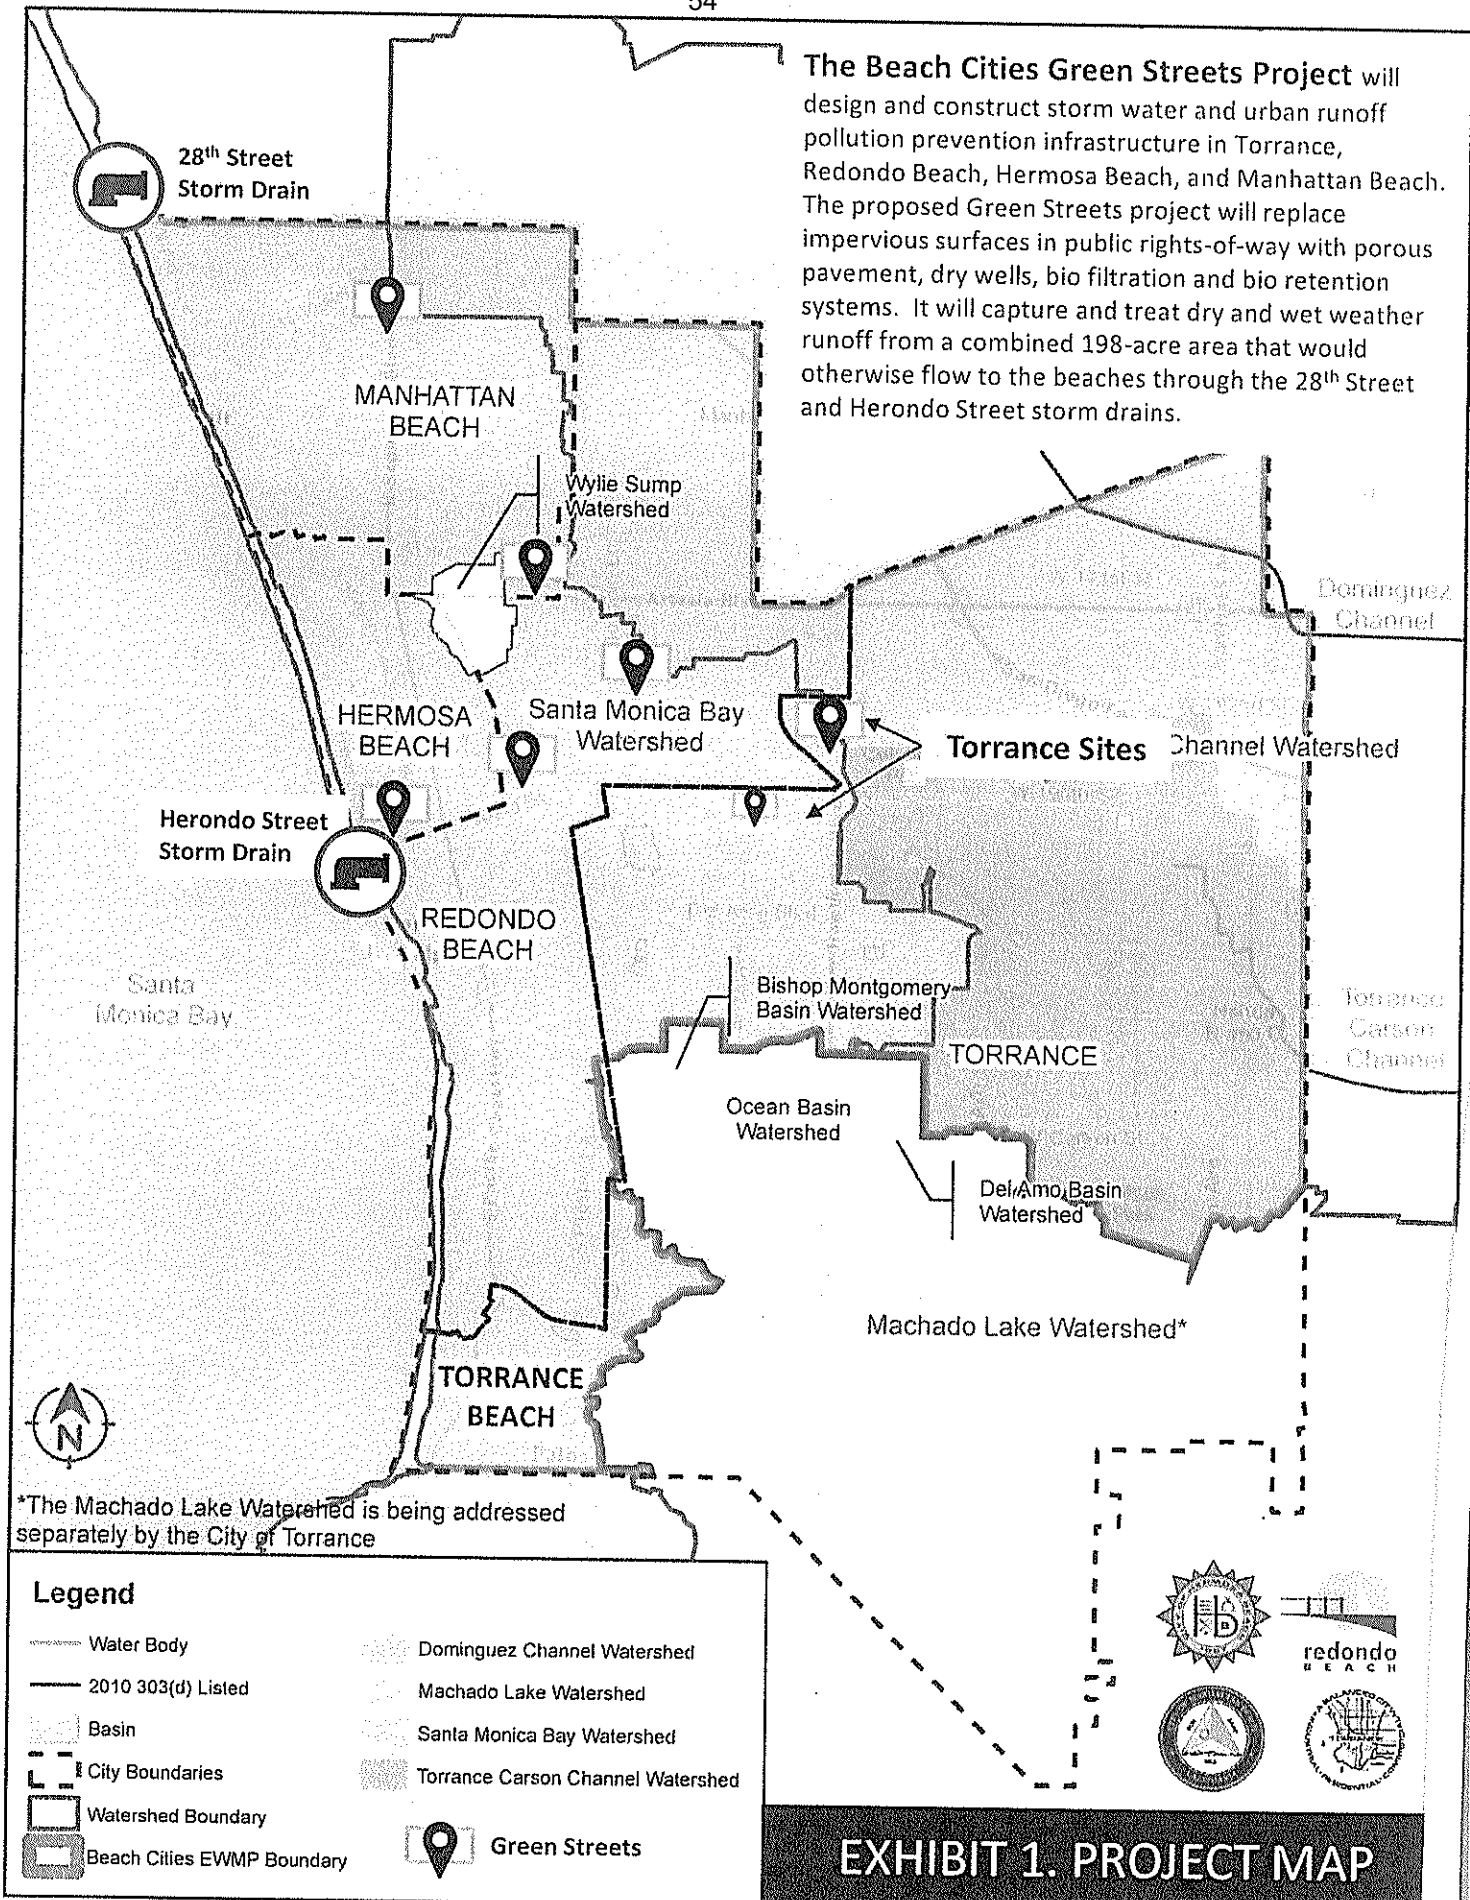 54
The Beach Cities Green Streets Project will
design and construct storm water and urban runoff
pollution prevention infrastructure in Torrance,
Redondo Beach, Hermosa Beach, and Manhattan Beach.
The proposed Green Streets project will replace
impervious surfaces in public rights-of-way with porous
pavement, dry wells, bio filtration and bio retention
systems. It will capture and treat dry and wet weather
runoff from a combined 198-acre area that would
otherwise flow to the beaches through the 28th Street
and Herondo Street storm drains.
28th Street
Storm Drain
MANHATTAN
BEACH
Wylie Sump
Watershed
Dominguez
Channel
HERMOSA
BEACH
Santa Monica Bay
Watershed
Torrance Sites
Channel Watershed
Herondo Street
Storm Drain
REDONDO
BEACH
Santa
Monica Bay
Bishop Montgomery
Basin Watershed
Torrance
Carson
Channel
TORRANCE
Ocean Basin
Watershed
Del Amo Basin
Watershed
Machado Lake Watershed*
TORRANCE
BEACH
N
*The Machado Lake Watershed is being addressed
separately by the City of Torrance
Legend
Water Body
2010 303(d) Listed
Basin
City Boundaries
Watershed Boundary
Beach Cities EWMP Boundary
Dominguez Channel Watershed
Machado Lake Watershed
Santa Monica Bay Watershed
Torrance Carson Channel Watershed
Green Streets
redondo
BEACH
EXHIBIT 1. PROJECT MAP